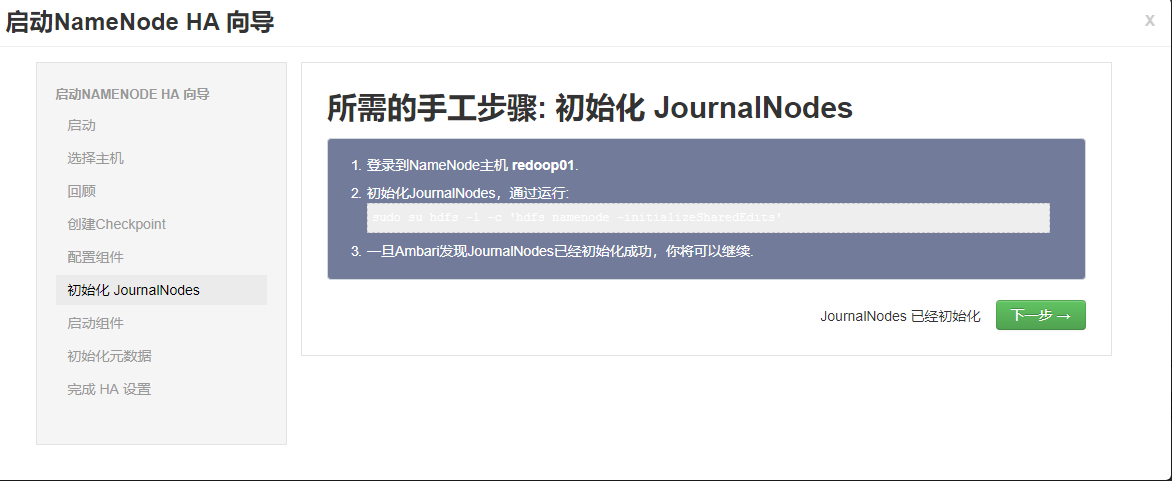 启动NameNode HA 向导
x
启动NAMENODE HA 向导
启动
选择主机
回顾
创建Checkpoint
配置组件
初始化 JournalNodes
启动组件
初始化元数据
完成 HA 设置
所需的手工步骤: 初始化 JournalNodes
1. 登录到NameNode主机 redoop01.
2. 初始化JournalNodes，通过运行:
sudo su hdfs -l -c 'hdfs namenode -initializeSharedEdits'
3. 一旦Ambari发现JournalNodes已经初始化成功，你将可以继续.
JournalNodes 已经初始化
下一步 →